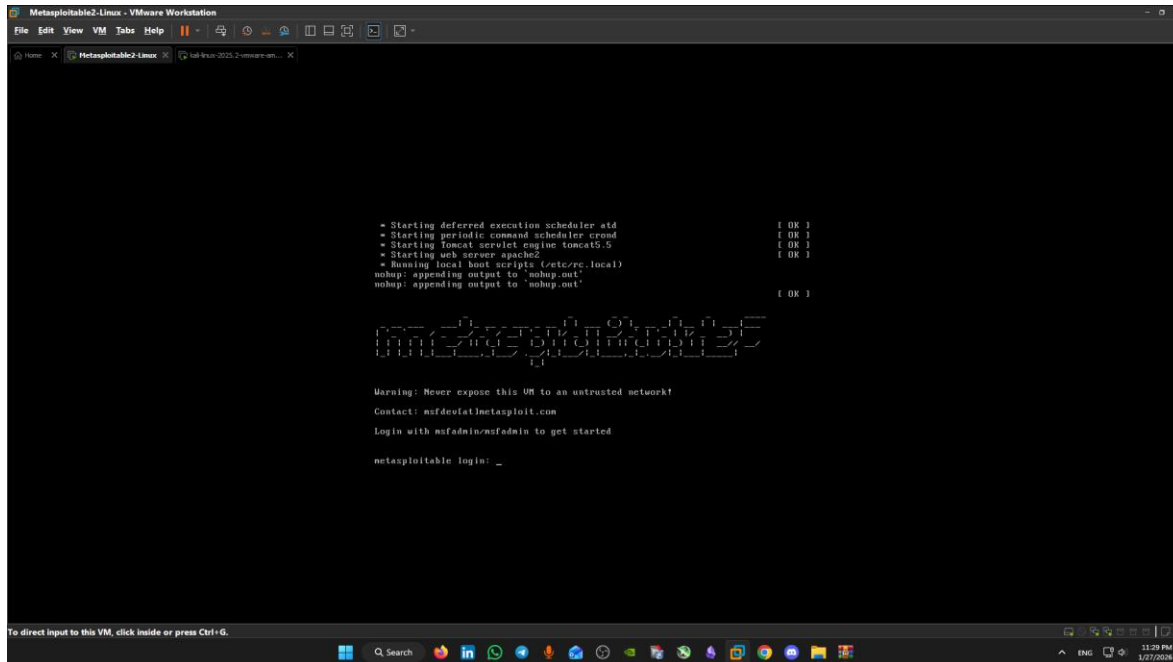 Metasploitable2-Linux - VMware Workstation
File Edit View VM Tabs Help
Home Metasploitable2-Linux kali-linux-2025.2-vmware-am...
* Starting deferred execution scheduler atd [ OK ]
* Starting periodic command scheduler crond [ OK ]
* Starting Tomcat servlet engine tomcat5.5 [ OK ]
* Starting web server apache2 [ OK ]
* Running local boot scripts (/etc/rc.local)
nohup: appending output to `nohup.out'
nohup: appending output to `nohup.out'
[ OK ]
metasploitable2
Warning: Never expose this VM to an untrusted network!
Contact: msfdev[at]metasploit.com
Login with msfadmin/msfadmin to get started
metasploitable login: _
To direct input to this VM, click inside or press Ctrl+G.
Search
ENG
11:29 PM
1/27/2026